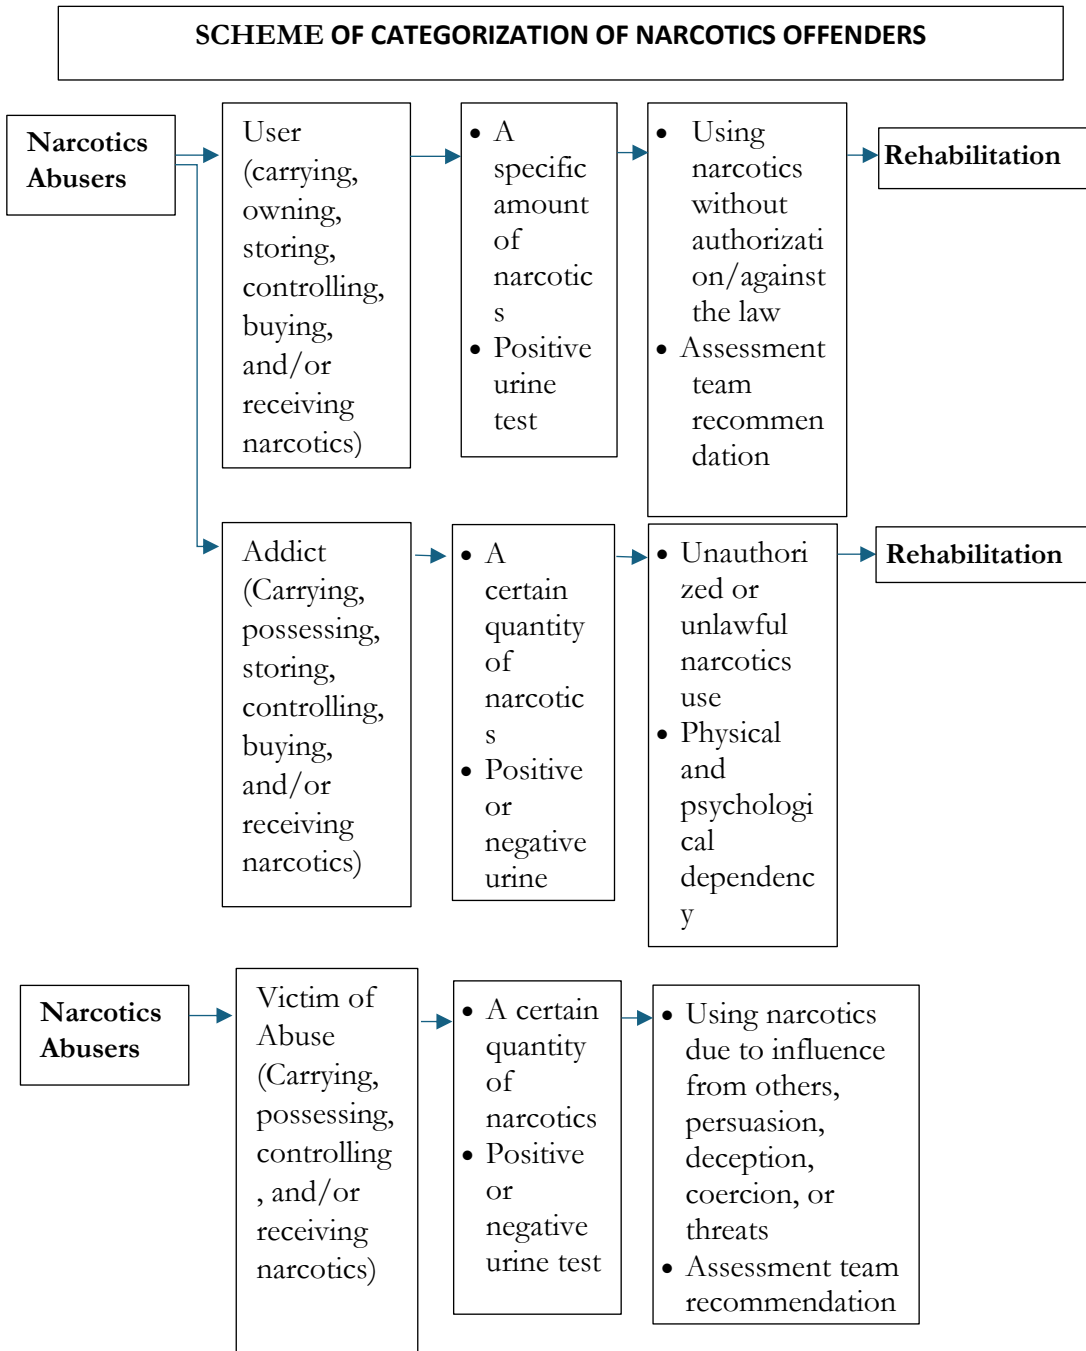 SCHEME OF CATEGORIZATION OF NARCOTICS OFFENDERS
Narcotics
Abusers
User
(carrying,
owning,
storing,
controlling,
buying,
and/or
receiving
narcotics)
• A
specific
amount
of
narcotic
s
• Positive
urine
test
• Using
narcotics
without
authorizati
on/against
the law
• Assessment
team
recommen
dation
Rehabilitation
Addict
(Carrying,
possessing,
storing,
controlling,
buying,
and/or
receiving
narcotics)
• A
certain
quantity
of
narcotic
s
• Positive
or
negative
urine
• Unauthori
zed or
unlawful
narcotics
use
• Physical
and
psychologi
cal
dependenc
y
Rehabilitation
Narcotics
Abusers
Victim of
Abuse
(Carrying,
possessing,
controlling
, and/or
receiving
narcotics)
• A certain
quantity
of
narcotics
• Positive
or
negative
urine test
• Using narcotics
due to influence
from others,
persuasion,
deception,
coercion, or
threats
• Assessment team
recommendation